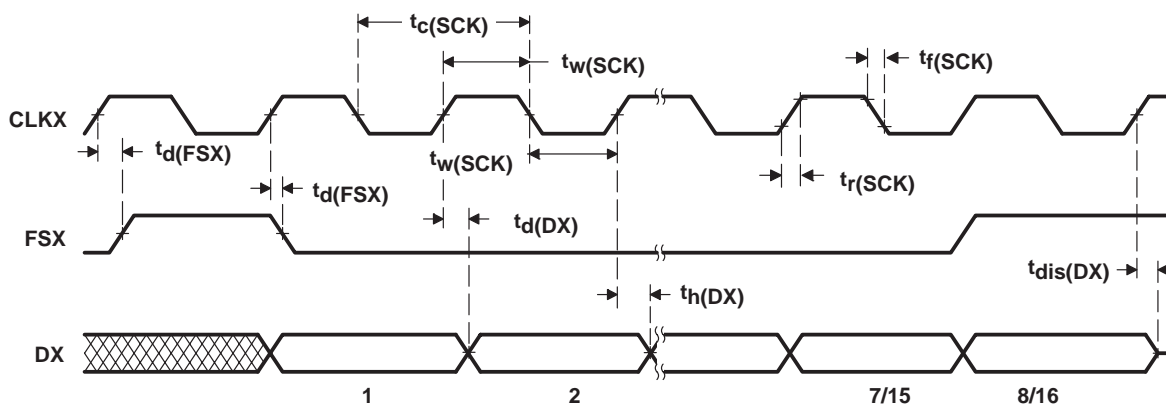 tc(SCK)
tw(SCK)
tf(SCK)
CLKX
td(FSX)
tw(SCK)
td(FSX)
tr(SCK)
td(DX)
FSX
tdis(DX)
th(DX)
DX
1 2 7/15 8/16